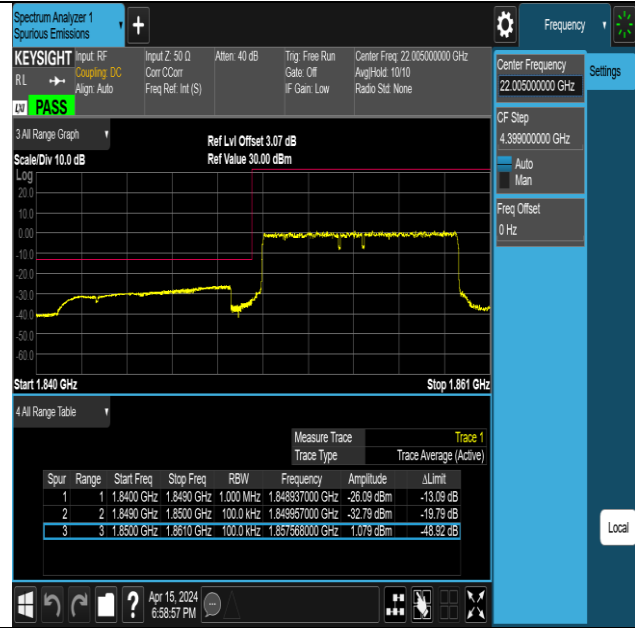 Spectrum Analyzer 1
Spurious Emissions
Frequency
KEYSIGHT
Input: RF
Input Z: 50 Ω
Atten: 40 dB
Trig: Free Run
Center Freq: 22.005000000 GHz
RL
Coupling: DC
Corr CCorr
Gate: Off
Avg|Hold: 10/10
Align: Auto
Freq Ref: Int (S)
IF Gain: Low
Radio Std: None
LXI
PASS
Center Frequency
22.005000000 GHz
Settings
CF Step
4.399000000 GHz
Auto
Man
Freq Offset
0 Hz
3 All Range Graph
Ref Lvl Offset 3.07 dB
Scale/Div 10.0 dB
Ref Value 30.00 dBm
Log
20.0
10.0
0.00
-10.0
-20.0
-30.0
-40.0
-50.0
-60.0
Start 1.840 GHz
Stop 1.861 GHz
4 All Range Table
Measure Trace
Trace 1
Trace Type
Trace Average (Active)
Spur Range Start Freq Stop Freq RBW Frequency Amplitude ΔLimit
1 1 1.8400 GHz 1.8490 GHz 1.000 MHz 1.848937000 GHz -26.09 dBm -13.09 dB
2 2 1.8490 GHz 1.8500 GHz 100.0 kHz 1.849957000 GHz -32.79 dBm -19.79 dB
3 3 1.8500 GHz 1.8610 GHz 100.0 kHz 1.857568000 GHz 1.079 dBm -48.92 dB
Local
?
Apr 15, 2024
6:58:57 PM